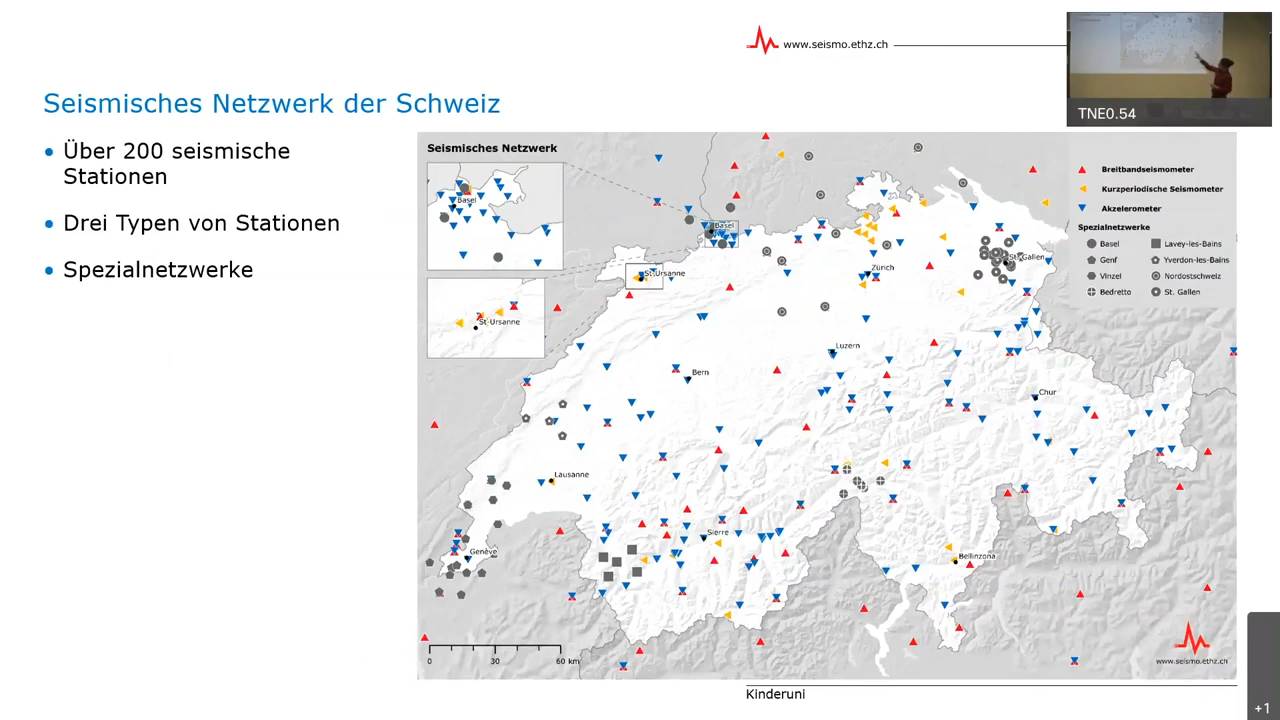 www.seismo.ethz.ch
TNE0.54
Seismisches Netzwerk der Schweiz
Über 200 seismische
Stationen
Drei Typen von Stationen
Spezialnetzwerke
Seismisches Netzwerk
Basel
St-Ursanne
Basel
St-Ursanne
Zürich
St. Gallen
Luzern
Bern
Chur
Lausanne
Sierre
Genève
Bellinzona
Breitbandseismometer
Kurzperiodische Seismometer
Akzelerometer
Spezialnetzwerke
Basel
Lavey-les-Bains
Genf
Yverdon-les-Bains
Vinzel
Nordostschweiz
Bedretto
St. Gallen
0 30 60 km
www.seismo.ethz.ch
Kinderuni
+1